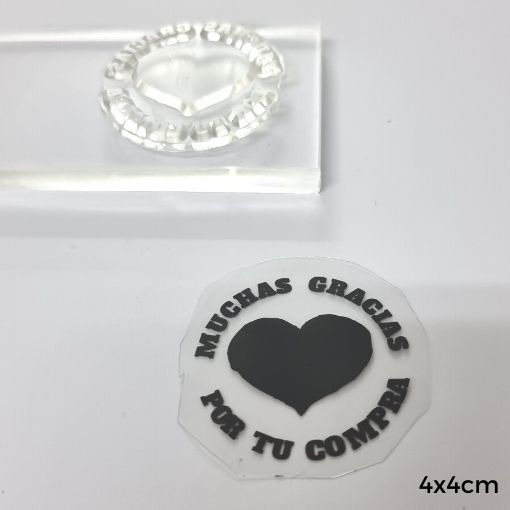 MUCHAS GRACIAS
POR TU COMPRA
4x4cm